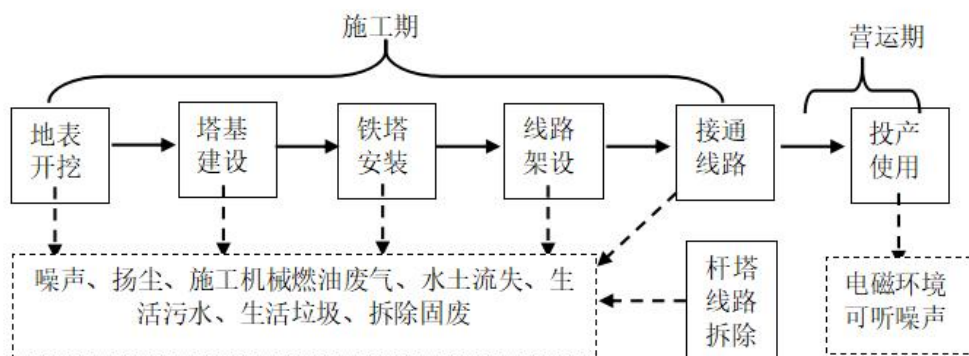 施工期
营运期
地表
开挖
塔基
建设
铁塔
安装
线路
架设
接通
线路
投产
使用
噪声、扬尘、施工机械燃油废气、水土流失、生
活污水、生活垃圾、拆除固废
杆塔
线路
拆除
电磁环境
可听噪声